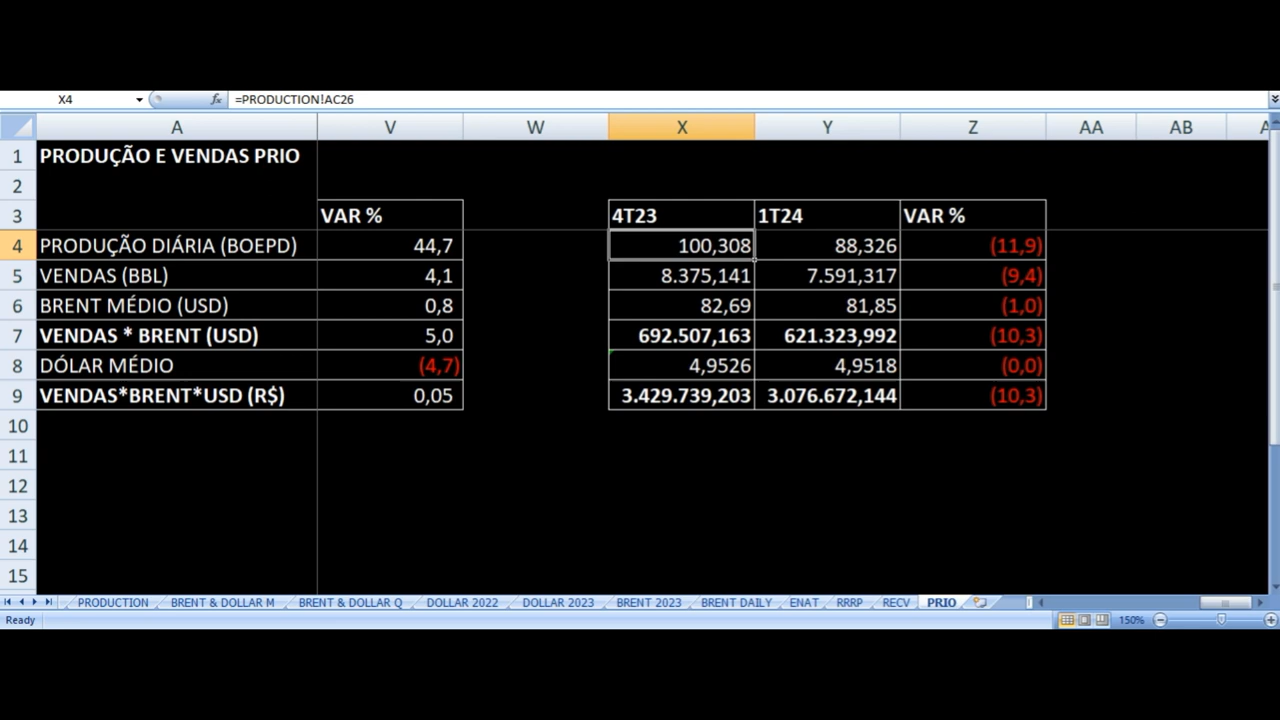 X4 fx =PRODUCTION!AC26
A V W X Y Z AA AB A
1 PRODUÇÃO E VENDAS PRIO
2
3 VAR % 4T23 1T24 VAR %
4 PRODUÇÃO DIÁRIA (BOEPD) 44,7 100,308 88,326 (11,9)
5 VENDAS (BBL) 4,1 8.375,141 7.591,317 (9,4)
6 BRENT MÉDIO (USD) 0,8 82,69 81,85 (1,0)
7 VENDAS * BRENT (USD) 5,0 692.507,163 621.323,992 (10,3)
8 DÓLAR MÉDIO (4,7) 4,9526 4,9518 (0,0)
9 VENDAS*BRENT*USD (R$) 0,05 3.429.739,203 3.076.672,144 (10,3)
10
11
12
13
14
15
PRODUCTION BRENT & DOLLAR M BRENT & DOLLAR Q DOLLAR 2022 DOLLAR 2023 BRENT 2023 BRENT DAILY ENAT RRRP RECV PRIO
Ready 150%